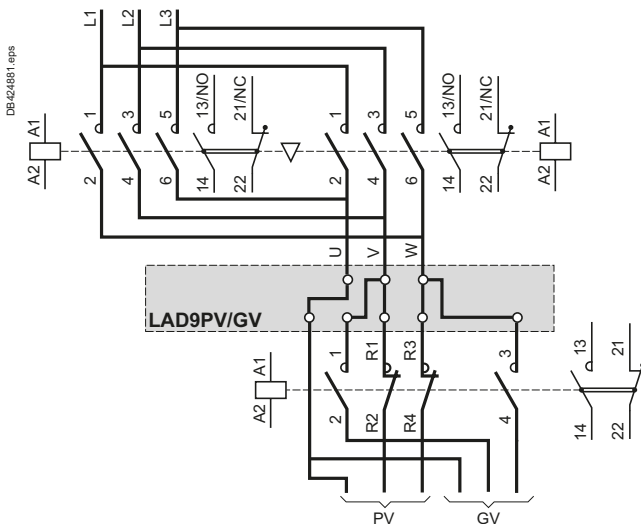 DB424881.eps
L1 L2 L3
A1 1 3 5 13/NO 21/NC 1 3 5 13/NO 21/NC A1
A2 2 4 6 14 22 2 4 6 14 22 A2
U V W
LAD9PV/GV
A1 1 R1 R3 3 13 21
A2 2 R2 R4 4 14 22
PV GV